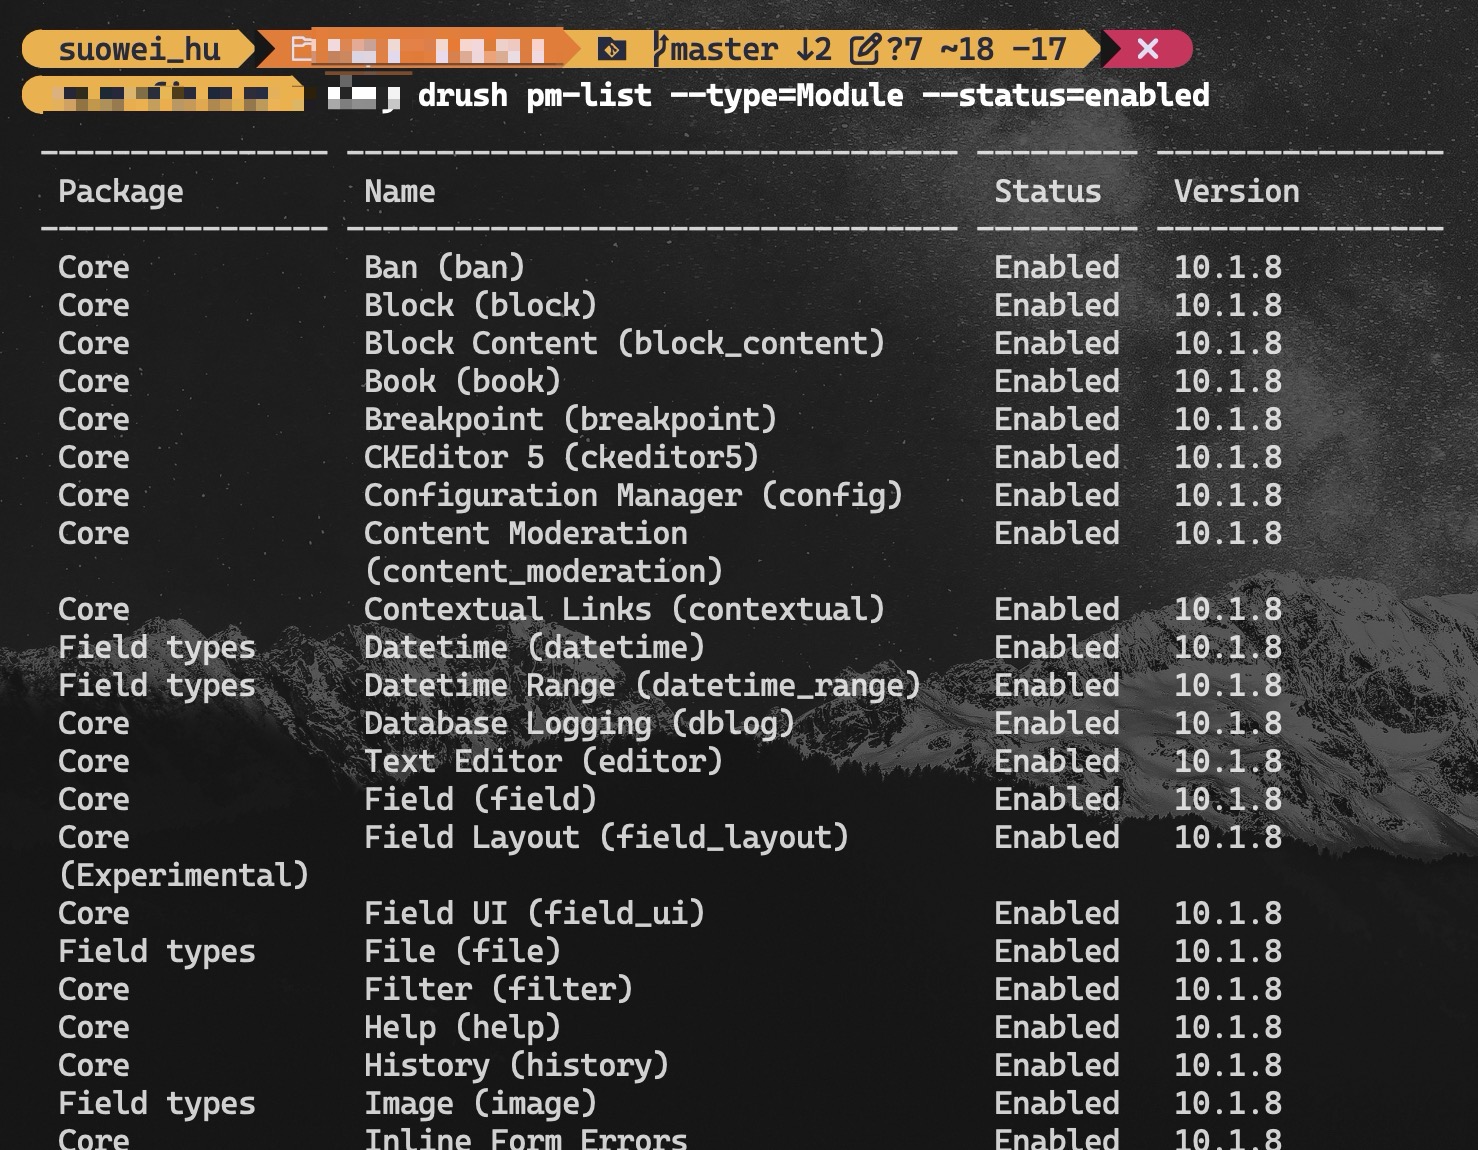 suowei_hu master ↓2 ?7 ~18 -17 ✕
drush pm-list --type=Module --status=enabled
---------------- ---------------------------------- --------- ----------------
Package Name Status Version
---------------- ---------------------------------- --------- ----------------
Core Ban (ban) Enabled 10.1.8
Core Block (block) Enabled 10.1.8
Core Block Content (block_content) Enabled 10.1.8
Core Book (book) Enabled 10.1.8
Core Breakpoint (breakpoint) Enabled 10.1.8
Core CKEditor 5 (ckeditor5) Enabled 10.1.8
Core Configuration Manager (config) Enabled 10.1.8
Core Content Moderation Enabled 10.1.8
(content_moderation)
Core Contextual Links (contextual) Enabled 10.1.8
Field types Datetime (datetime) Enabled 10.1.8
Field types Datetime Range (datetime_range) Enabled 10.1.8
Core Database Logging (dblog) Enabled 10.1.8
Core Text Editor (editor) Enabled 10.1.8
Core Field (field) Enabled 10.1.8
Core Field Layout (field_layout) Enabled 10.1.8
(Experimental)
Core Field UI (field_ui) Enabled 10.1.8
Field types File (file) Enabled 10.1.8
Core Filter (filter) Enabled 10.1.8
Core Help (help) Enabled 10.1.8
Core History (history) Enabled 10.1.8
Field types Image (image) Enabled 10.1.8
Core Inline Form Errors Enabled 10.1.8